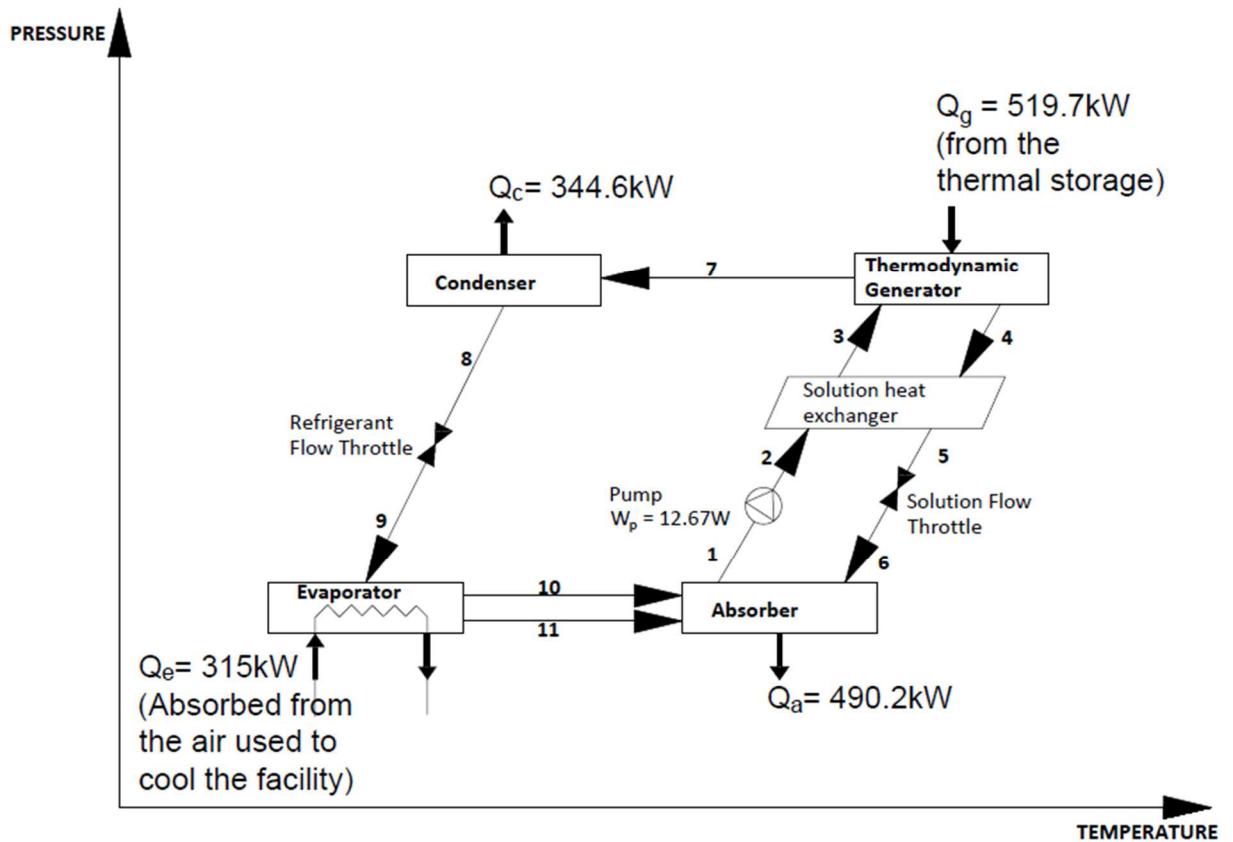 PRESSURE
Qg = 519.7kW
(from the
thermal storage)
Qc= 344.6kW
Condenser
7
Thermodynamic
Generator
8
3
4
Solution heat
exchanger
Refrigerant
Flow Throttle
2
5
Pump
Wp = 12.67W
Solution Flow
Throttle
9
1
6
Evaporator
10
11
Absorber
Qe= 315kW
(Absorbed from
the air used to
cool the facility)
Qa= 490.2kW
TEMPERATURE